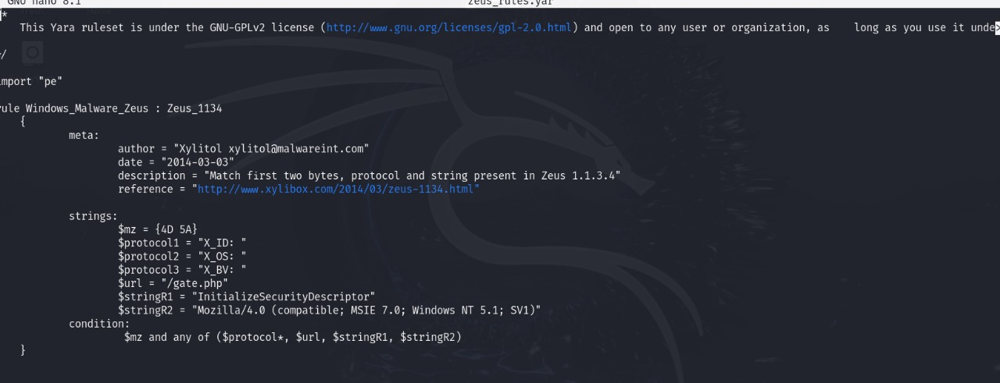 GNU nano 8.1 zeus_rules.yar
*
This Yara ruleset is under the GNU-GPLv2 license (http://www.gnu.org/licenses/gpl-2.0.html) and open to any user or organization, as    long as you use it unde>
/
import "pe"
rule Windows_Malware_Zeus : Zeus_1134
{
meta:
author = "Xylitol xylitol@malwareint.com"
date = "2014-03-03"
description = "Match first two bytes, protocol and string present in Zeus 1.1.3.4"
reference = "http://www.xylibox.com/2014/03/zeus-1134.html"
strings:
$mz = {4D 5A}
$protocol1 = "X_ID: "
$protocol2 = "X_OS: "
$protocol3 = "X_BV: "
$url = "/gate.php"
$stringR1 = "InitializeSecurityDescriptor"
$stringR2 = "Mozilla/4.0 (compatible; MSIE 7.0; Windows NT 5.1; SV1)"
condition:
$mz and any of ($protocol*, $url, $stringR1, $stringR2)
}